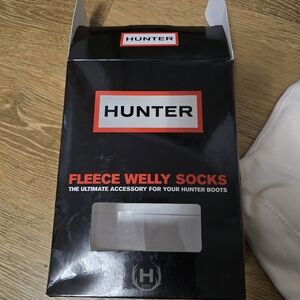 HUNTER
HUNTER
FLEECE WELLY SOCKS
THE ULTIMATE ACCESSORY FOR YOUR HUNTER BOOTS
H